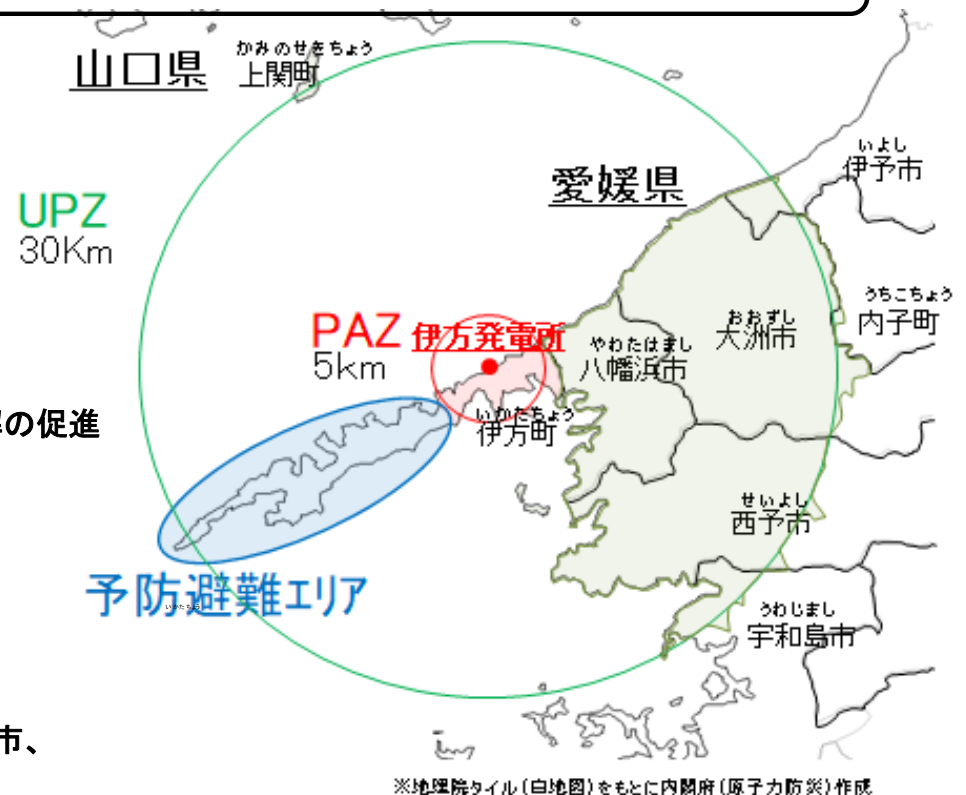 かみのせきちょう
山口県 上関町
いよし
伊予市
愛媛県
UPZ
30Km
うちこちょう
内子町
おおずし
大洲市
PAZ 伊方発電所
5km
やわたはまし
八幡浜市
いかたちょう
伊方町
の促進
せいよし
西予市
予防避難エリア
いかたちょう
うわじまし
宇和島市
市、
※地理院タイル(白地図)をもとに内閣府(原子力防災)作成